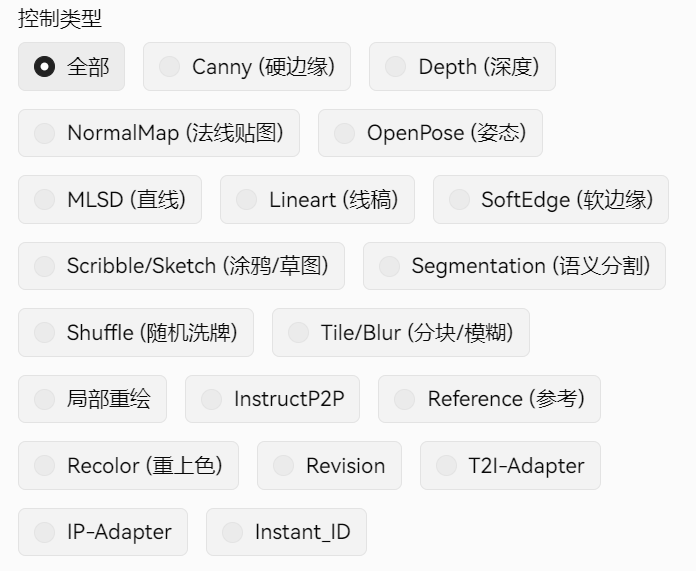 控制类型
全部 Canny (硬边缘) Depth (深度)
NormalMap (法线贴图) OpenPose (姿态)
MLSD (直线) Lineart (线稿) SoftEdge (软边缘)
Scribble/Sketch (涂鸦/草图) Segmentation (语义分割)
Shuffle (随机洗牌) Tile/Blur (分块/模糊)
局部重绘 InstructP2P Reference (参考)
Recolor (重上色) Revision T2I-Adapter
IP-Adapter Instant_ID